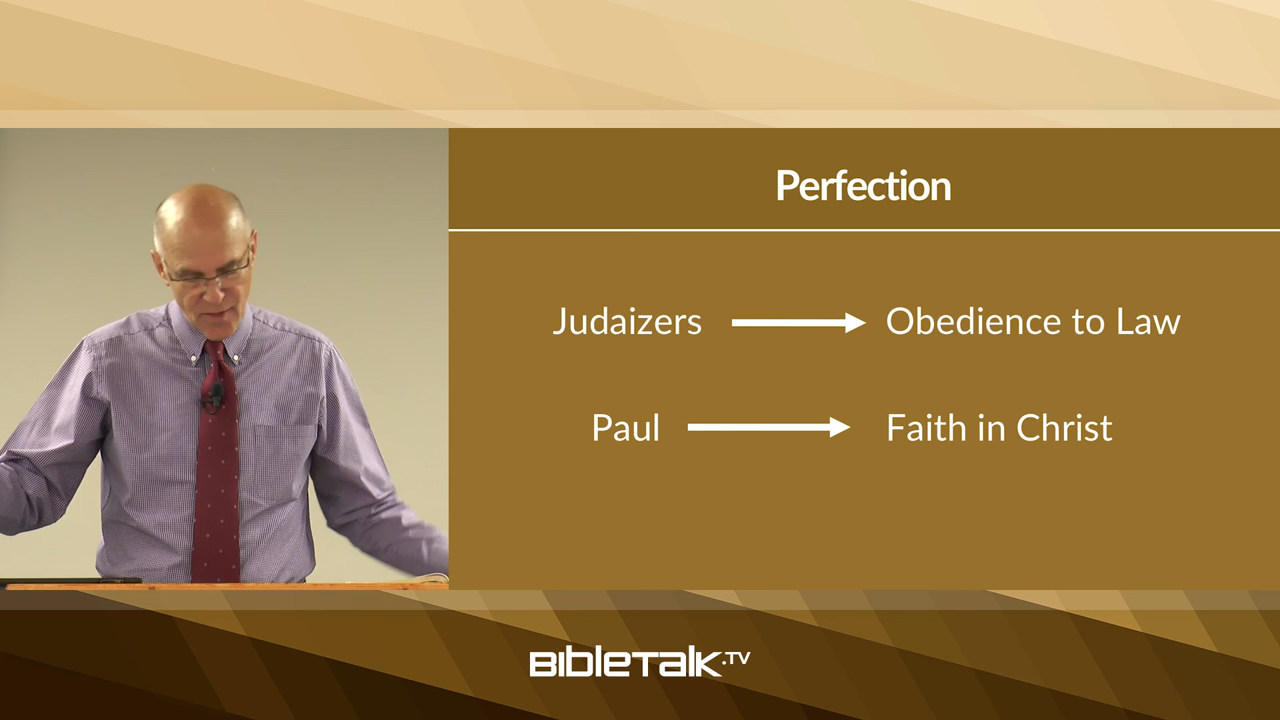 Perfection
Judaizers Obedience to Law
Paul Faith in Christ
BibleTalk.TV